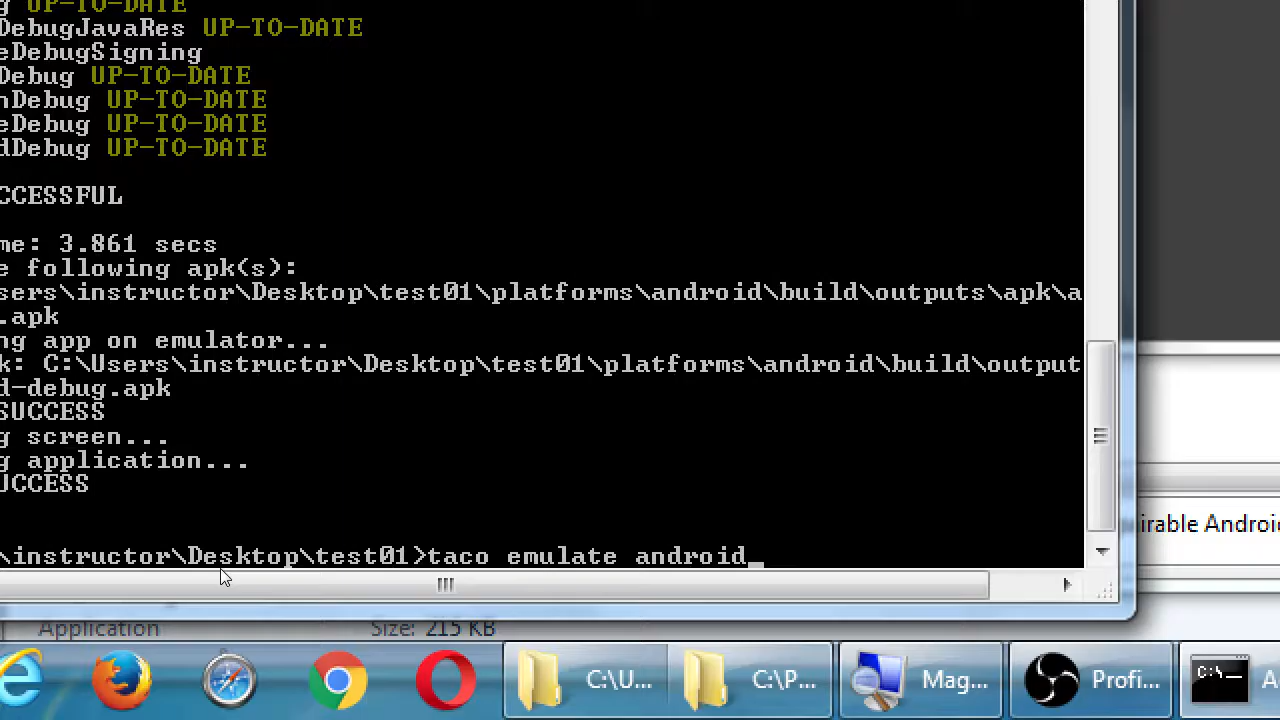 g UP-TO-DATE
DebugJavaRes UP-TO-DATE
eDebugSigning
Debug UP-TO-DATE
nDebug UP-TO-DATE
eDebug UP-TO-DATE
dDebug UP-TO-DATE
CCESSFUL
me: 3.861 secs
e following apk(s):
sers\instructor\Desktop\test01\platforms\android\build\outputs\apk\a
.apk
ng app on emulator...
k: C:\Users\instructor\Desktop\test01\platforms\android\build\output
d-debug.apk
SUCCESS
g screen...
g application...
UCCESS
irable Androi
\instructor\Desktop\test01>taco emulate android_
Application Size: 215 KB
C:\U... C:\P... Mag... Profi... A